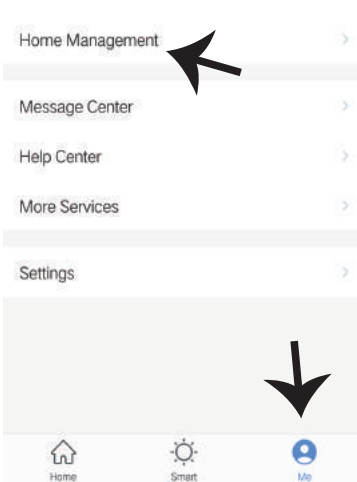 Home Management
Message Center
Help Center
More Services
Settings
Home Smart Me